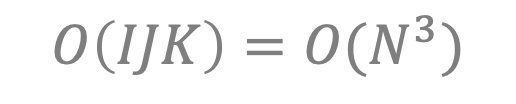 O(IJK) = O(N³)